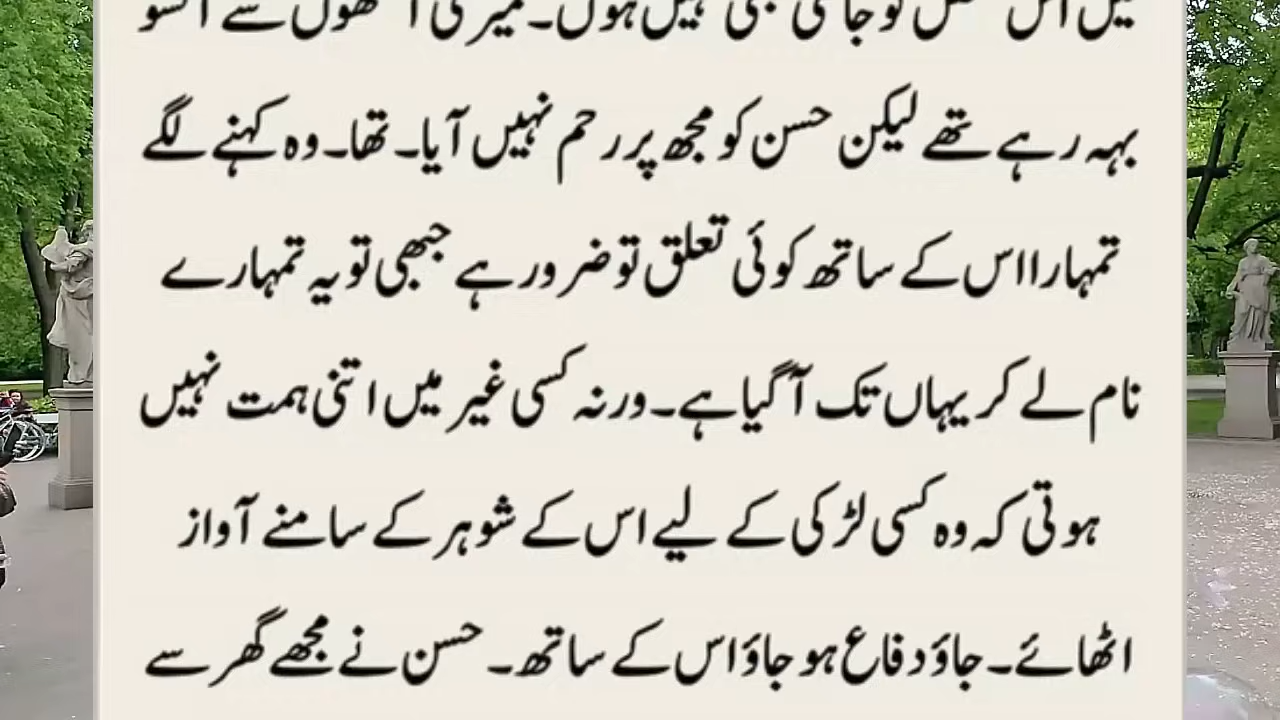 بہہ رہے تھے لیکن حسن کو مجھ پر رحم نہیں آیا۔ تھا۔ وہ کہنے لگے
تمہارا اس کے ساتھ کوئی تعلق تو ضرور ہے جبھی تو یہ تمہارے
نام لے کر یہاں تک آ گیا ہے۔ ورنہ کسی غیر میں اتنی ہمت نہیں
ہوتی کہ وہ کسی لڑکی کے لیے اس کے شوہر کے سامنے آواز
اٹھائے۔ جاؤ دفاع ہو جاؤ اس کے ساتھ۔ حسن نے مجھے گھر سے